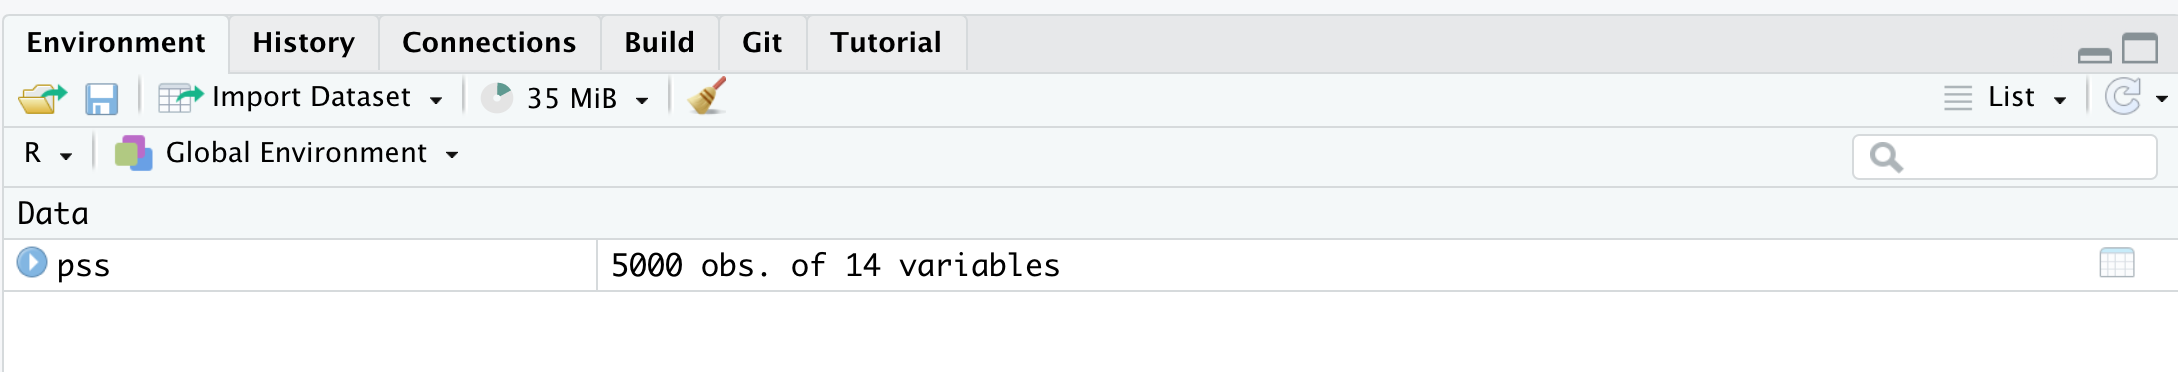 Environment History Connections Build Git Tutorial
Import Dataset 35 MiB List
R Global Environment
Data
pss 5000 obs. of 14 variables